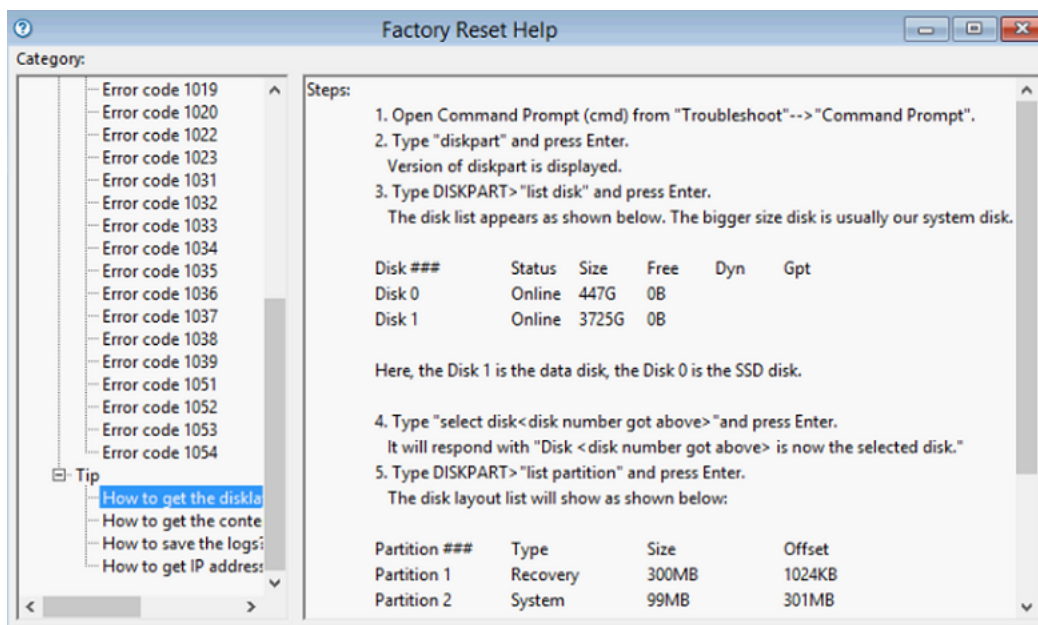 Factory Reset Help
Category:
Error code 1019
Error code 1020
Error code 1022
Error code 1023
Error code 1031
Error code 1032
Error code 1033
Error code 1034
Error code 1035
Error code 1036
Error code 1037
Error code 1038
Error code 1039
Error code 1051
Error code 1052
Error code 1053
Error code 1054
Tip
How to get the diskla
How to get the conte
How to save the logs?
How to get IP address
Steps:
1. Open Command Prompt (cmd) from "Troubleshoot"-->"Command Prompt".
2. Type "diskpart" and press Enter.
Version of diskpart is displayed.
3. Type DISKPART>"list disk" and press Enter.
The disk list appears as shown below. The bigger size disk is usually our system disk.
Disk ### Status Size Free Dyn Gpt
Disk 0 Online 447G 0B
Disk 1 Online 3725G 0B
Here, the Disk 1 is the data disk, the Disk 0 is the SSD disk.
4. Type "select disk<disk number got above>"and press Enter.
It will respond with "Disk <disk number got above> is now the selected disk."
5. Type DISKPART>"list partition" and press Enter.
The disk layout list will show as shown below:
Partition ### Type Size Offset
Partition 1 Recovery 300MB 1024KB
Partition 2 System 99MB 301MB